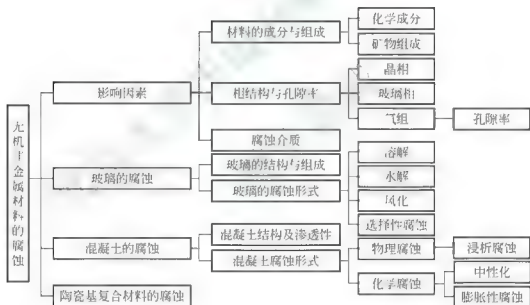 无机非金属材料的腐蚀
影响因素
材料的成分与组成
化学成分
矿物组成
相结构与孔隙率
晶相
玻璃相
气组
孔隙率
腐蚀介质
玻璃的腐蚀
玻璃的结构与组成
玻璃的腐蚀形式
溶解
水解
风化
选择性腐蚀
混凝土的腐蚀
混凝土结构及渗透性
混凝土腐蚀形式
物理腐蚀
浸析腐蚀
化学腐蚀
中性化
膨胀性腐蚀
陶瓷基复合材料的腐蚀